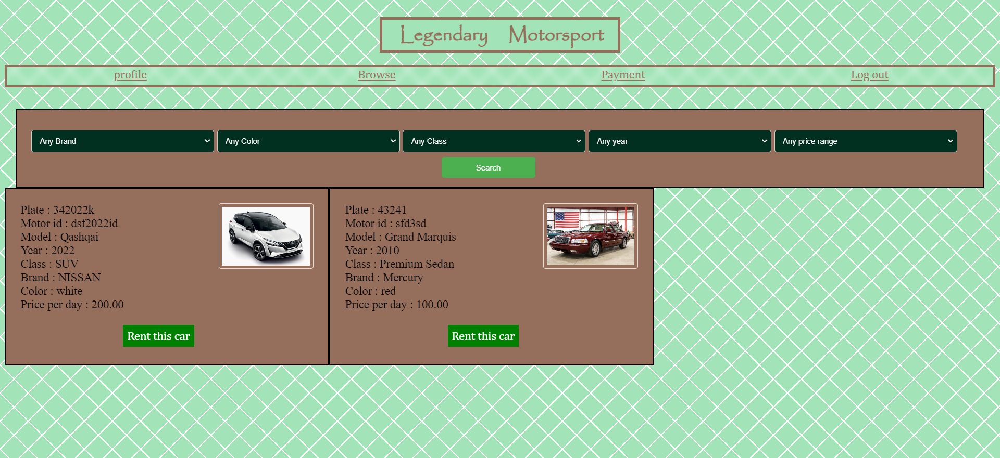 Legendary Motorsport
profile Browse Payment Log out
Any Brand Any Color Any Class Any year Any price range
Search
Plate : 342022k
Motor id : dsf2022id
Model : Qashqai
Year : 2022
Class : SUV
Brand : NISSAN
Color : white
Price per day : 200.00
Rent this car
Plate : 43241
Motor id : sfd3sd
Model : Grand Marquis
Year : 2010
Class : Premium Sedan
Brand : Mercury
Color : red
Price per day : 100.00
Rent this car